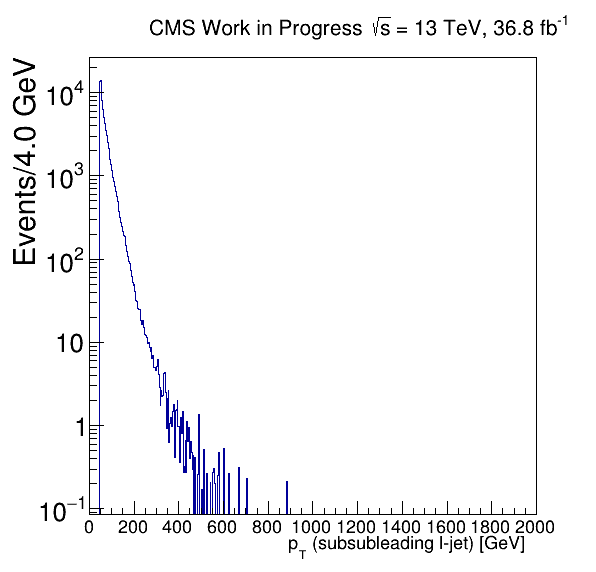 CMS Work in Progress √s = 13 TeV, 36.8 fb⁻¹
Events/4.0 GeV
10⁴
10³
10²
10
1
10⁻¹
0 200 400 600 800 1000 1200 1400 1600 1800 2000
p_T (subsubleading l-jet) [GeV]